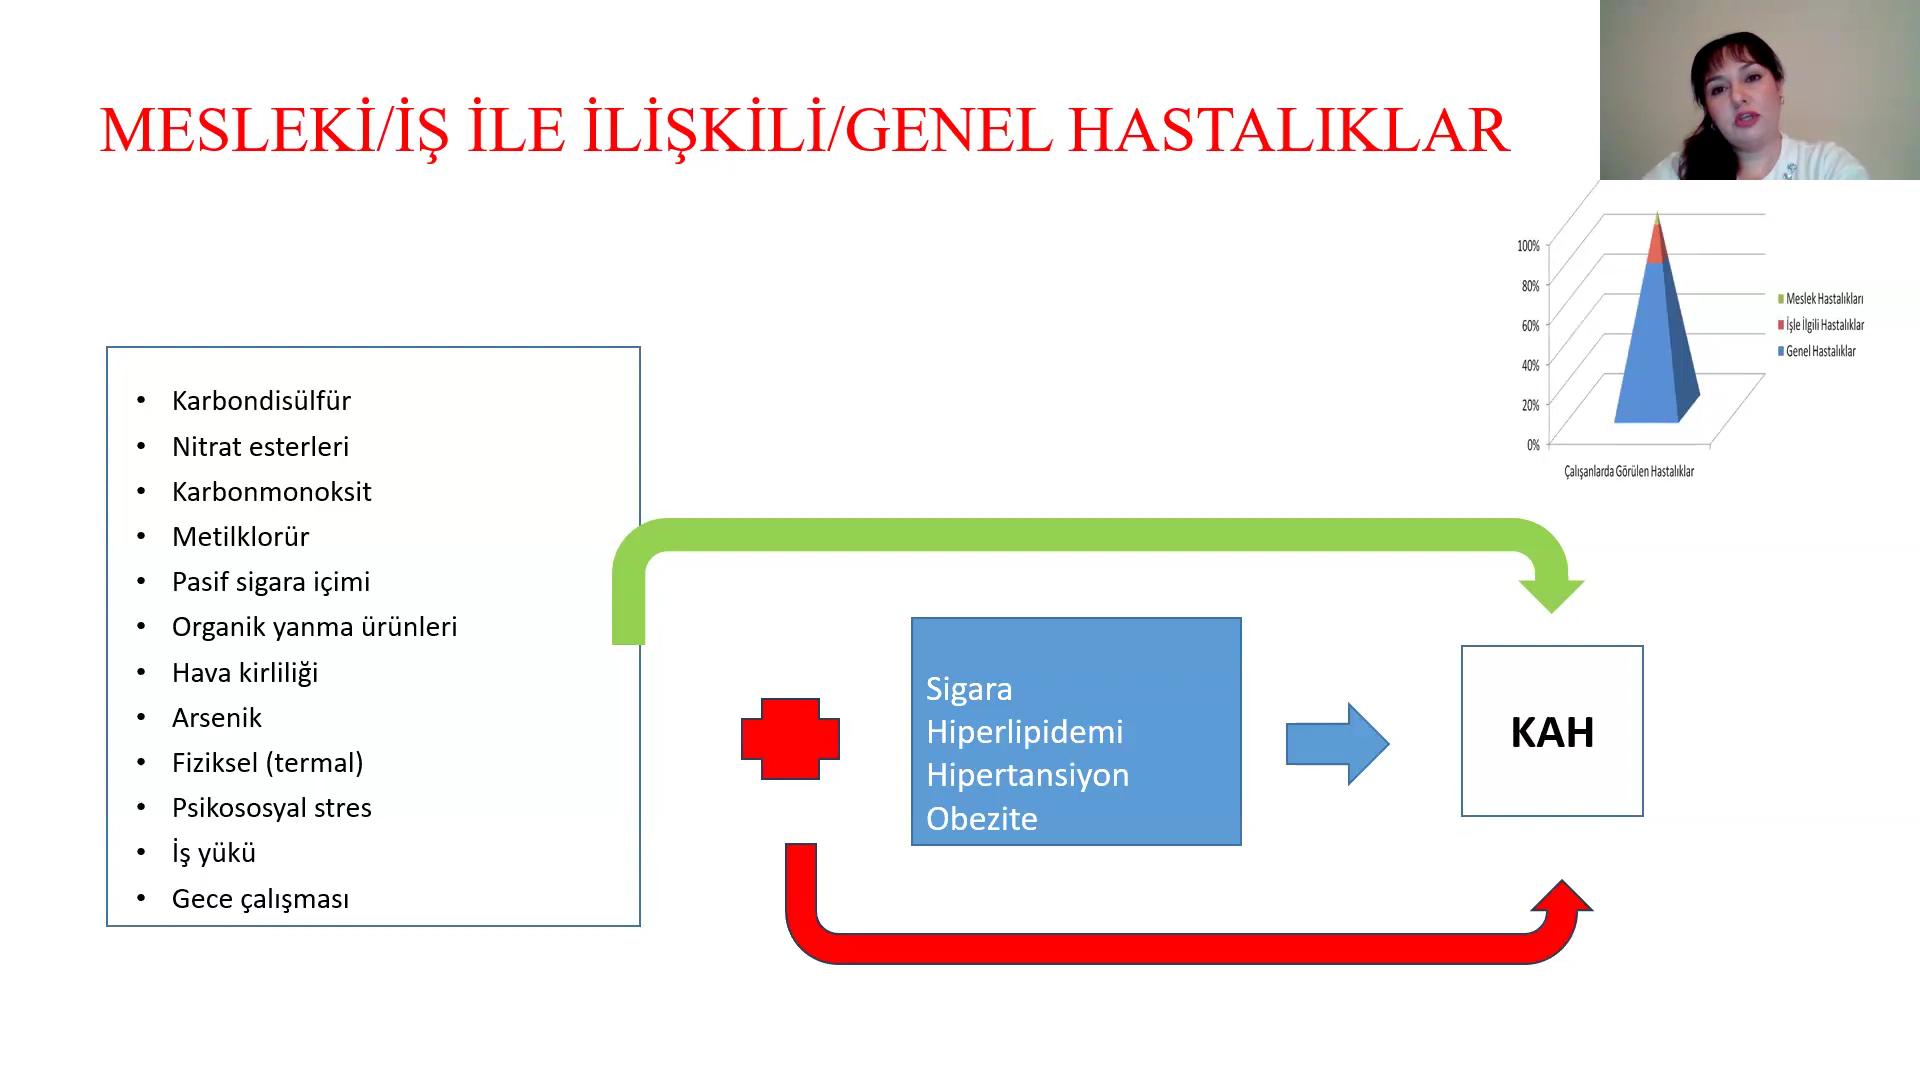 MESLEKİ/İŞ İLE İLİŞKİLİ/GENEL HASTALIKLAR
100%
80%
60%
40%
20%
0%
Meslek Hastalıkları
İşle İlgili Hastalıklar
Genel Hastalıklar
Çalışanlarda Görülen Hastalıklar
• Karbondisülfür
• Nitrat esterleri
• Karbonmonoksit
• Metilklorür
• Pasif sigara içimi
• Organik yanma ürünleri
• Hava kirliliği
• Arsenik
• Fiziksel (termal)
• Psikososyal stres
• İş yükü
• Gece çalışması
Sigara
Hiperlipidemi
Hipertansiyon
Obezite
KAH